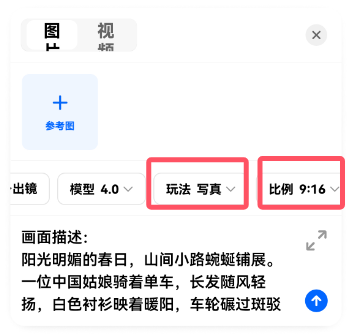 图片
视频
参考图
出镜
模型 4.0
玩法 写真
比例 9:16
画面描述：
阳光明媚的春日，山间小路蜿蜒铺展。
一位中国姑娘骑着单车，长发随风轻
扬，白色衬衫映着暖阳，车轮碾过斑驳